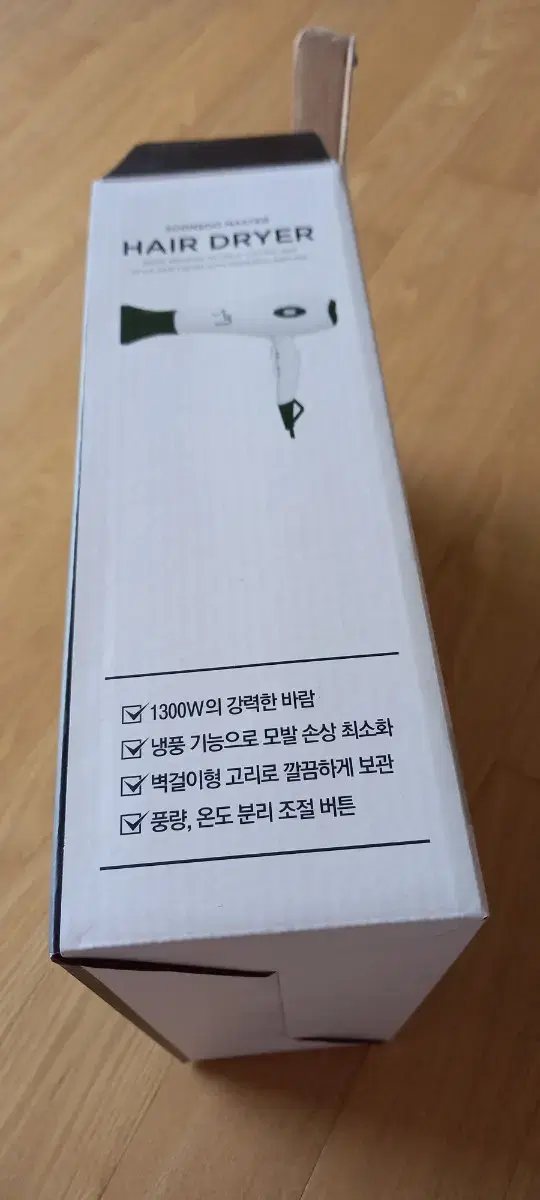 HAIR DRYER
1300W의 강력한 바람
냉풍 기능으로 모발 손상 최소화
벽걸이형 고리로 깔끔하게 보관
풍량, 온도 분리 조절 버튼